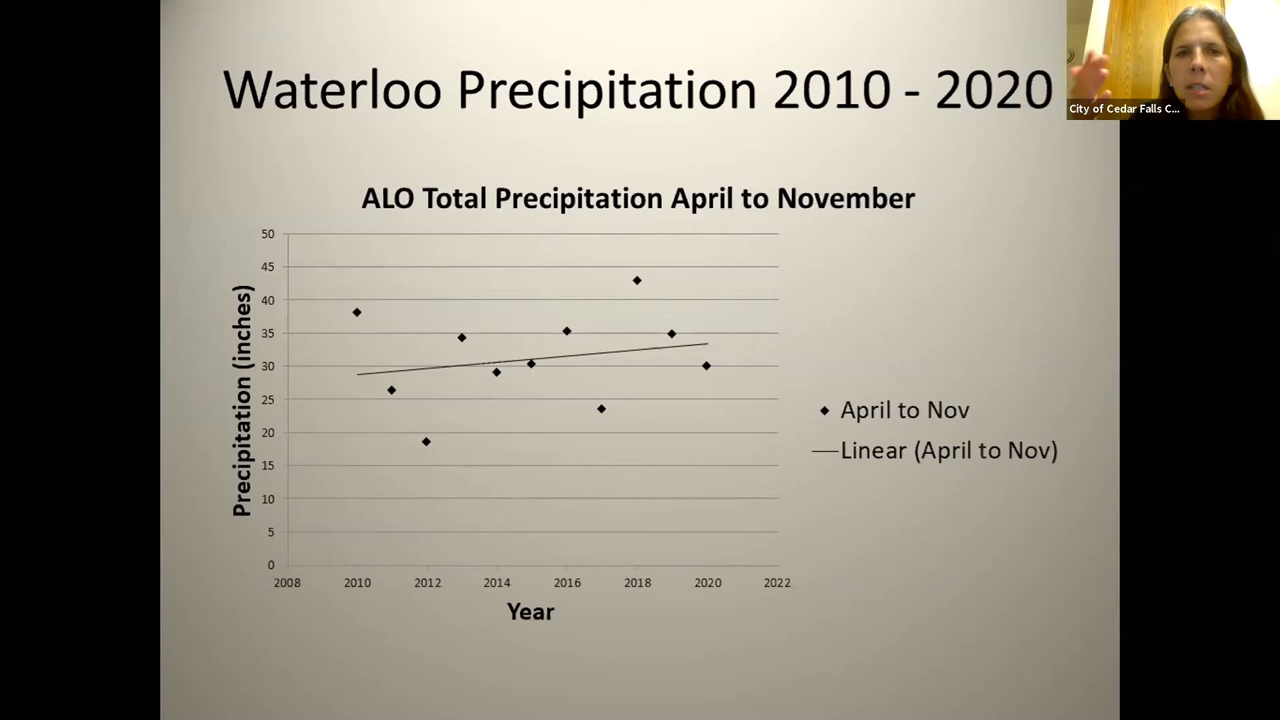 Waterloo Precipitation 2010 - 2020
City of Cedar Falls C...
ALO Total Precipitation April to November
Precipitation (inches)
50
45
40
35
30
25
20
15
10
5
0
2008 2010 2012 2014 2016 2018 2020 2022
Year
April to Nov
Linear (April to Nov)